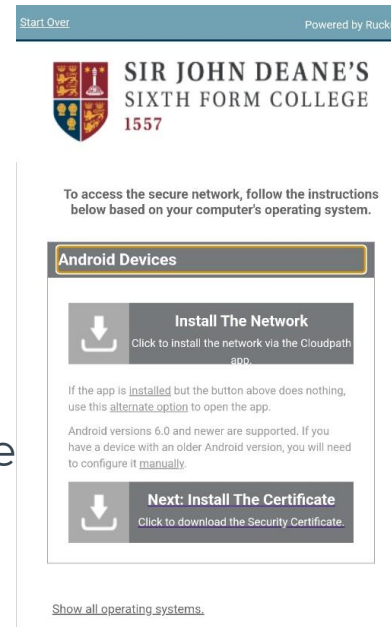 Start Over
Powered by Ruck
SIR JOHN DEANE'S
SIXTH FORM COLLEGE
1557
To access the secure network, follow the instructions
below based on your computer's operating system.
Android Devices
Install The Network
Click to install the network via the Cloudpath
app.
If the app is installed but the button above does nothing,
use this alternate option to open the app.
Android versions 6.0 and newer are supported. If you
have a device with an older Android version, you will need
to configure it manually.
e
Next: Install The Certificate
Click to download the Security Certificate.
Show all operating systems.